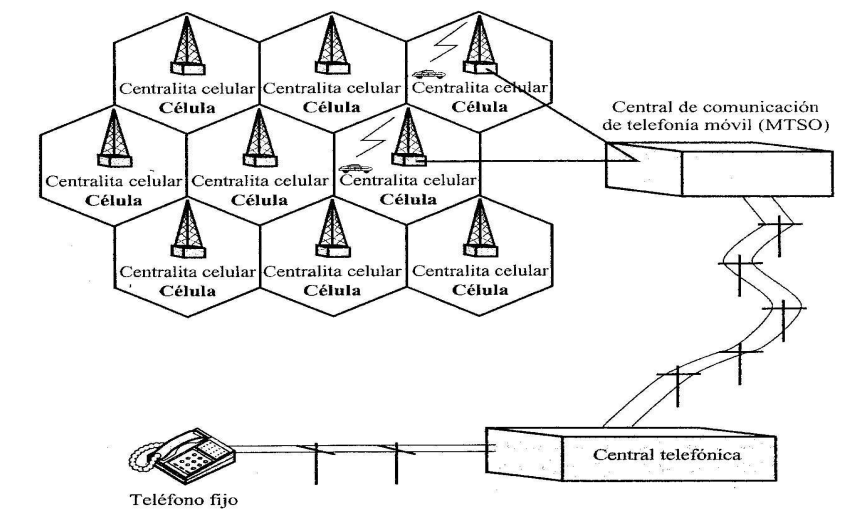 Centralita celular
Célula
Centralita celular
Célula
Centralita celular
Célula
Central de comunicación
de telefonía móvil (MTSO)
Centralita celular
Célula
Centralita celular
Célula
Centralita celular
Célula
Centralita celular
Célula
Centralita celular
Célula
Centralita celular
Célula
Central telefónica
Teléfono fijo